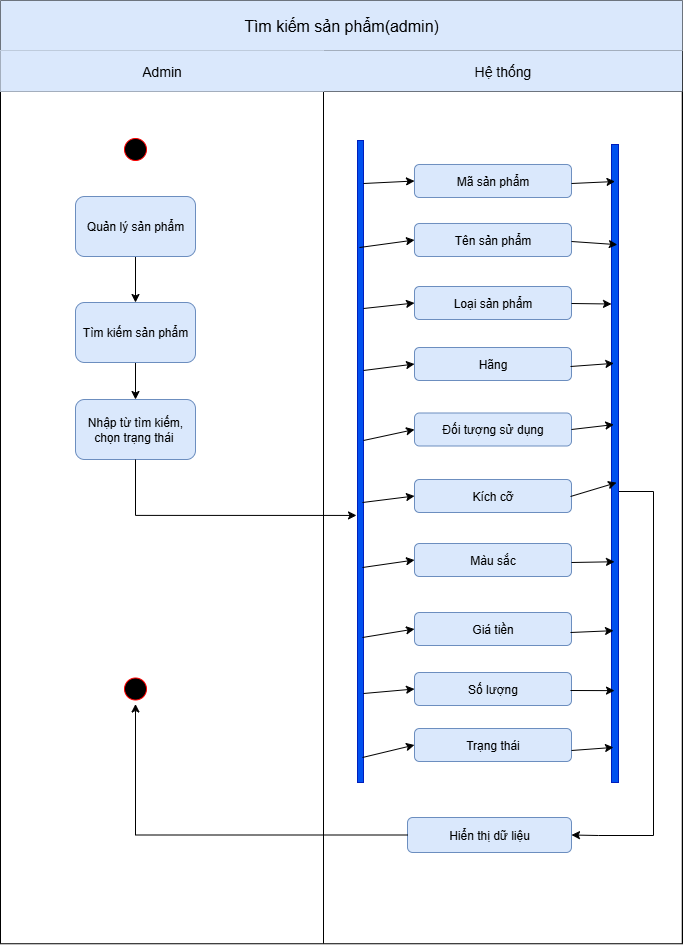 Tìm kiếm sản phẩm(admin)
Admin
Hệ thống
Quản lý sản phẩm
Tìm kiếm sản phẩm
Nhập từ tìm kiếm,
chọn trạng thái
Mã sản phẩm
Tên sản phẩm
Loại sản phẩm
Hãng
Đối tượng sử dụng
Kích cỡ
Màu sắc
Giá tiền
Số lượng
Trạng thái
Hiển thị dữ liệu